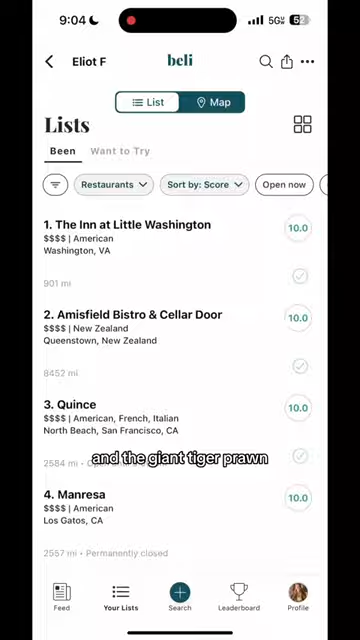 9:04
5G
52
Eliot F
beli
List
Map
Lists
Been
Want to Try
Restaurants
Sort by: Score
Open now
1. The Inn at Little Washington
10.0
$$$$ | American
Washington, VA
901 mi
2. Amisfield Bistro & Cellar Door
10.0
$$$$ | New Zealand
Queenstown, New Zealand
8452 mi
3. Quince
10.0
$$$$ | American, French, Italian
North Beach, San Francisco, CA
and the giant tiger prawn
2584 mi •
4. Manresa
10.0
$$$$ | American
Los Gatos, CA
2557 mi • Permanently closed
Feed
Your Lists
Search
Leaderboard
Profile